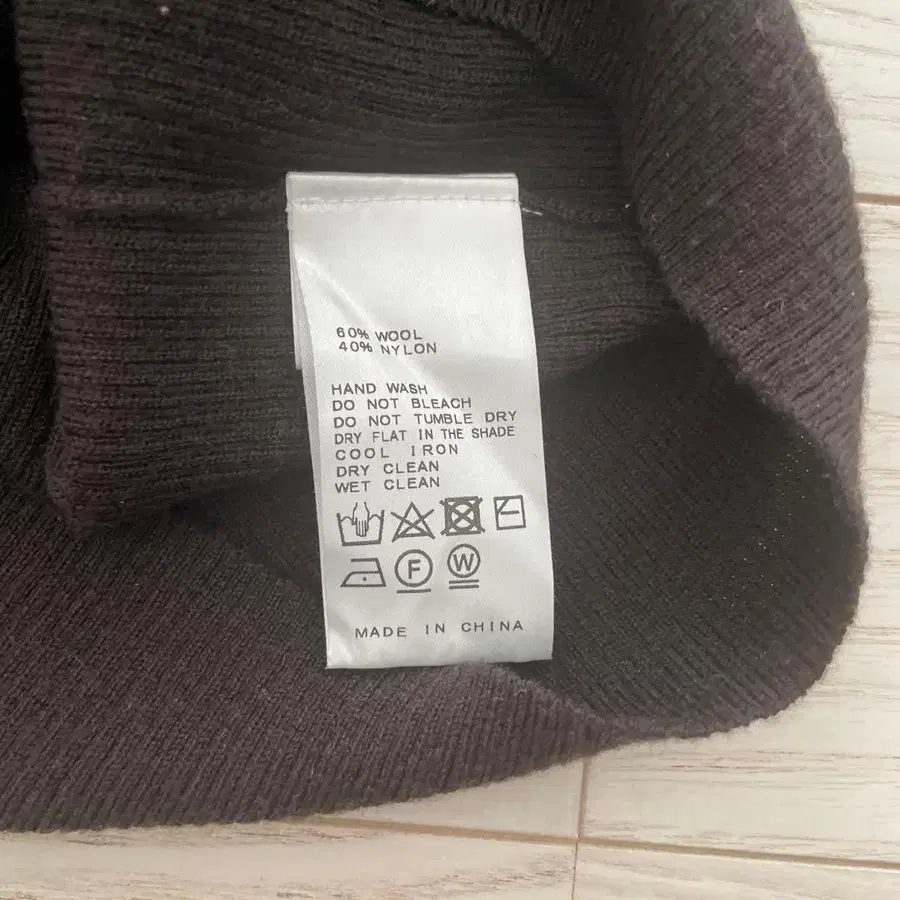 60% WOOL
40% NYLON
HAND WASH
DO NOT BLEACH
DO NOT TUMBLE DRY
DRY FLAT IN THE SHADE
COOL IRON
DRY CLEAN
WET CLEAN
F W
MADE IN CHINA